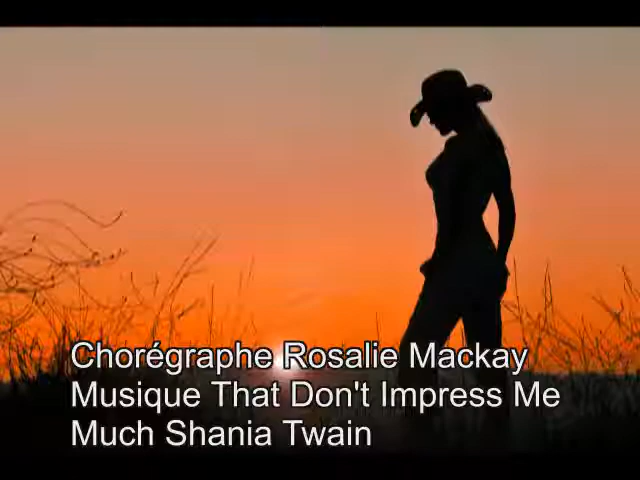 Chorégraphe Rosalie Mackay
Musique That Don't Impress Me
Much Shania Twain